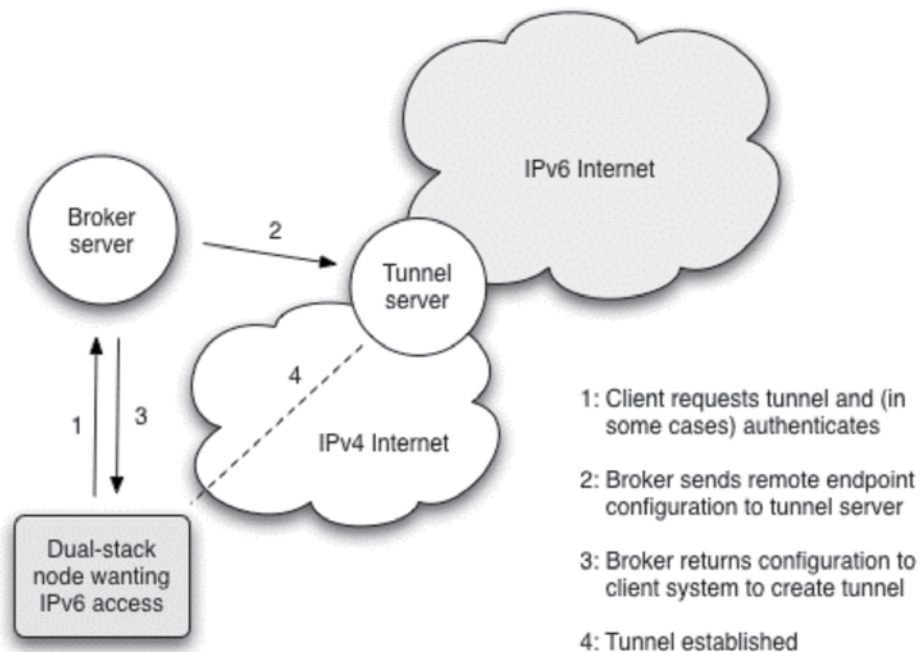 IPv6 Internet
Broker
server
2
Tunnel
server
4
1
3
IPv4 Internet
Dual-stack
node wanting
IPv6 access
1: Client requests tunnel and (in
some cases) authenticates
2: Broker sends remote endpoint
configuration to tunnel server
3: Broker returns configuration to
client system to create tunnel
4: Tunnel established